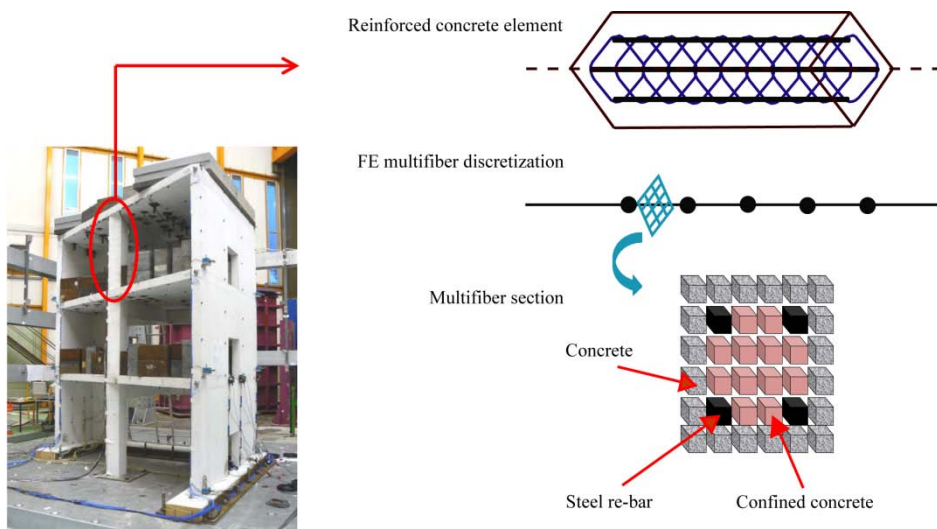 Reinforced concrete element
FE multifiber discretization
Multifiber section
Concrete
Steel re-bar
Confined concrete